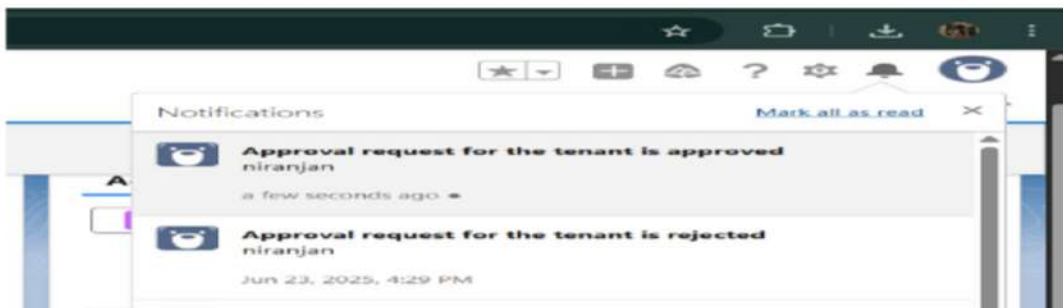 Notifications
Mark all as read
Approval request for the tenant is approved
niranjan
a few seconds ago
Approval request for the tenant is rejected
niranjan
Jun 23, 2025, 4:29 PM